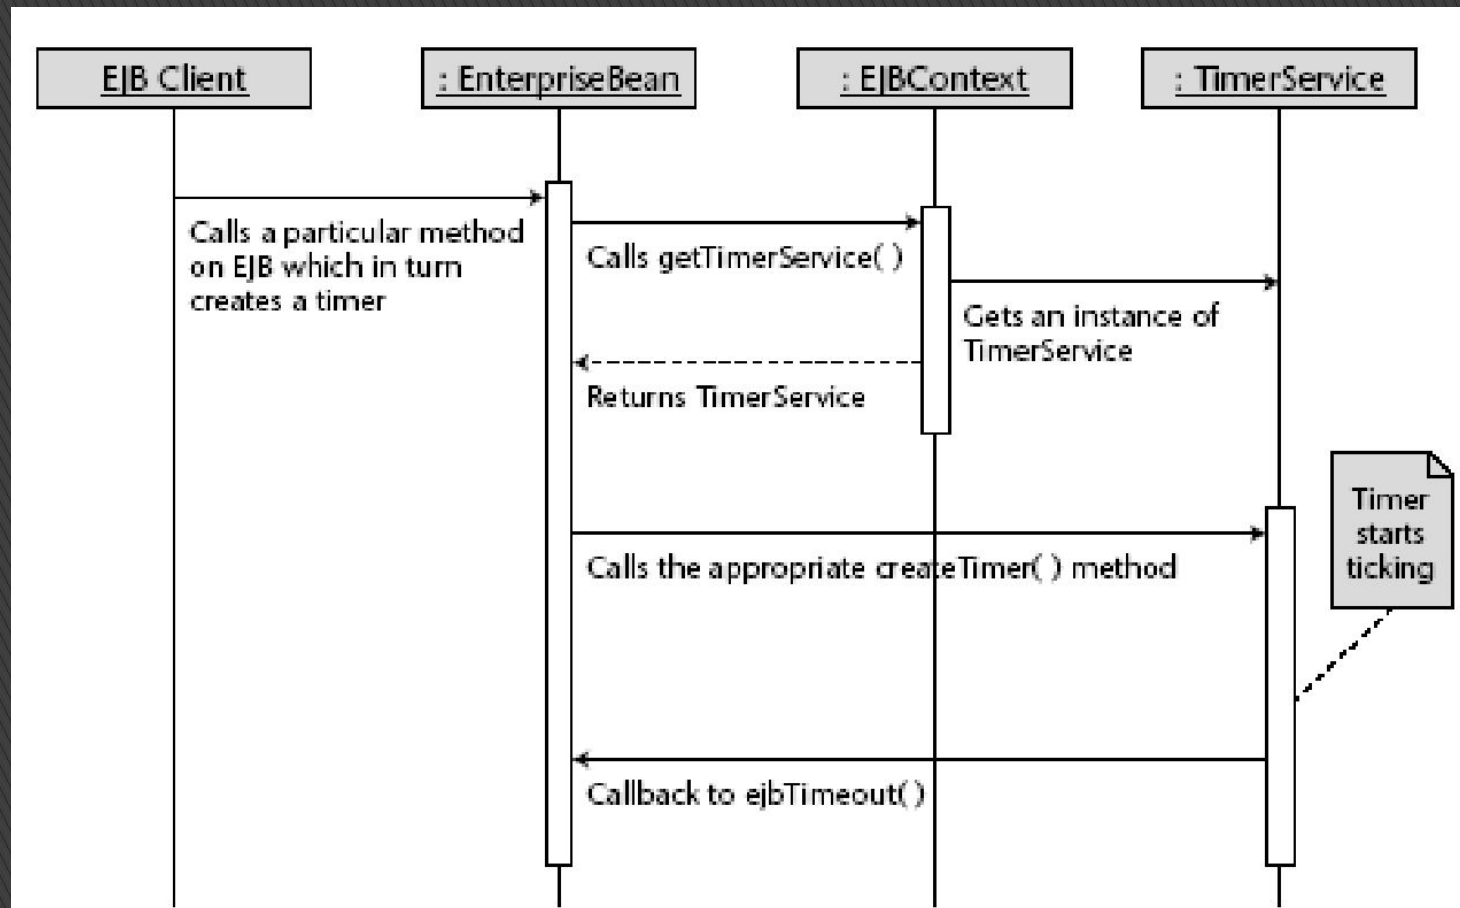 EJB Client
: EnterpriseBean
: EJBContext
: TimerService
Calls a particular method
on EJB which in turn
creates a timer
Calls getTimerService( )
Gets an instance of
TimerService
Returns TimerService
Timer
starts
ticking
Calls the appropriate createTimer( ) method
Callback to ejbTimeout( )